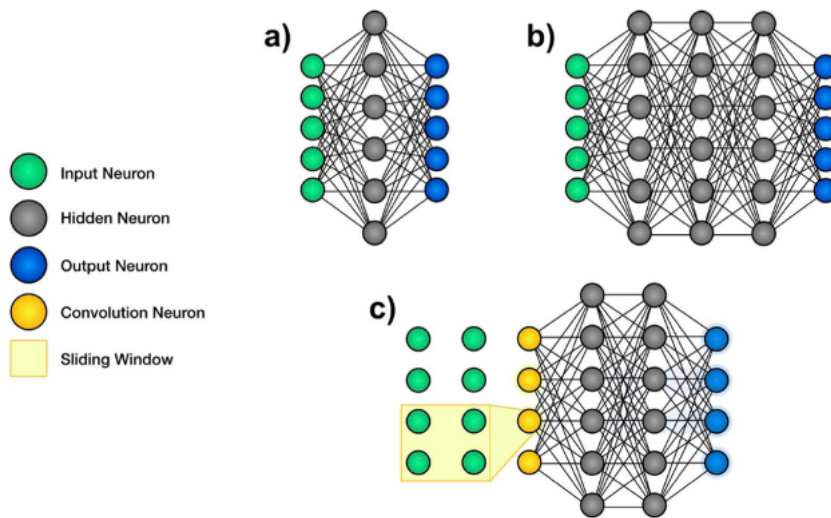 a)
b)
Input Neuron
Hidden Neuron
Output Neuron
c)
Convolution Neuron
Sliding Window